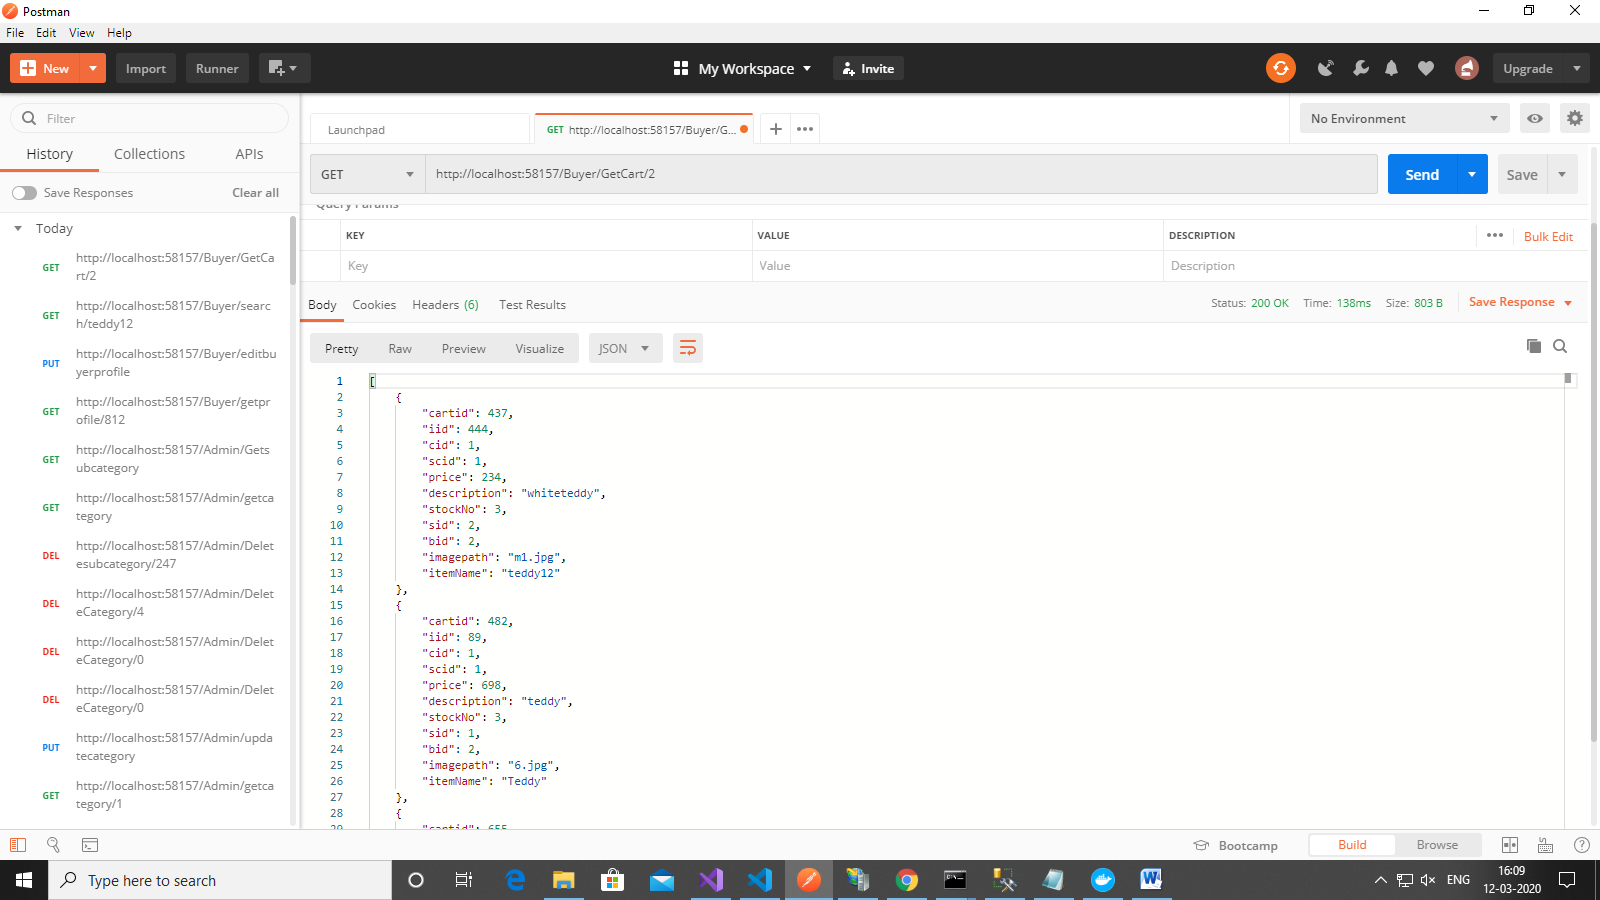 Postman
File Edit View Help
New Import Runner My Workspace Invite Upgrade
Filter
History Collections APIs
Save Responses Clear all
Today
GET http://localhost:58157/Buyer/GetCa
rt/2
GET http://localhost:58157/Buyer/searc
h/teddy12
PUT http://localhost:58157/Buyer/editbu
yerprofile
GET http://localhost:58157/Buyer/getpr
ofile/812
GET http://localhost:58157/Admin/Gets
ubcategory
GET http://localhost:58157/Admin/getca
tegory
DEL http://localhost:58157/Admin/Delet
esubcategory/247
DEL http://localhost:58157/Admin/Delet
eCategory/4
DEL http://localhost:58157/Admin/Delet
eCategory/0
DEL http://localhost:58157/Admin/Delet
eCategory/0
PUT http://localhost:58157/Admin/upda
tecategory
GET http://localhost:58157/Admin/getca
tegory/1
Launchpad GET http://localhost:58157/Buyer/G... No Environment
GET http://localhost:58157/Buyer/GetCart/2 Send Save
Query Params
KEY VALUE DESCRIPTION Bulk Edit
Key Value Description
Body Cookies Headers (6) Test Results Status: 200 OK Time: 138ms Size: 803 B Save Response
Pretty Raw Preview Visualize JSON
1 [
2 {
3 "cartid": 437,
4 "iid": 444,
5 "cid": 1,
6 "scid": 1,
7 "price": 234,
8 "description": "whiteteddy",
9 "stockNo": 3,
10 "sid": 2,
11 "bid": 2,
12 "imagepath": "m1.jpg",
13 "itemName": "teddy12"
14 },
15 {
16 "cartid": 482,
17 "iid": 89,
18 "cid": 1,
19 "scid": 1,
20 "price": 698,
21 "description": "teddy",
22 "stockNo": 3,
23 "sid": 1,
24 "bid": 2,
25 "imagepath": "6.jpg",
26 "itemName": "Teddy"
27 },
28 {
29 "cartid": 655
Bootcamp Build Browse
Type here to search ENG 16:09
12-03-2020